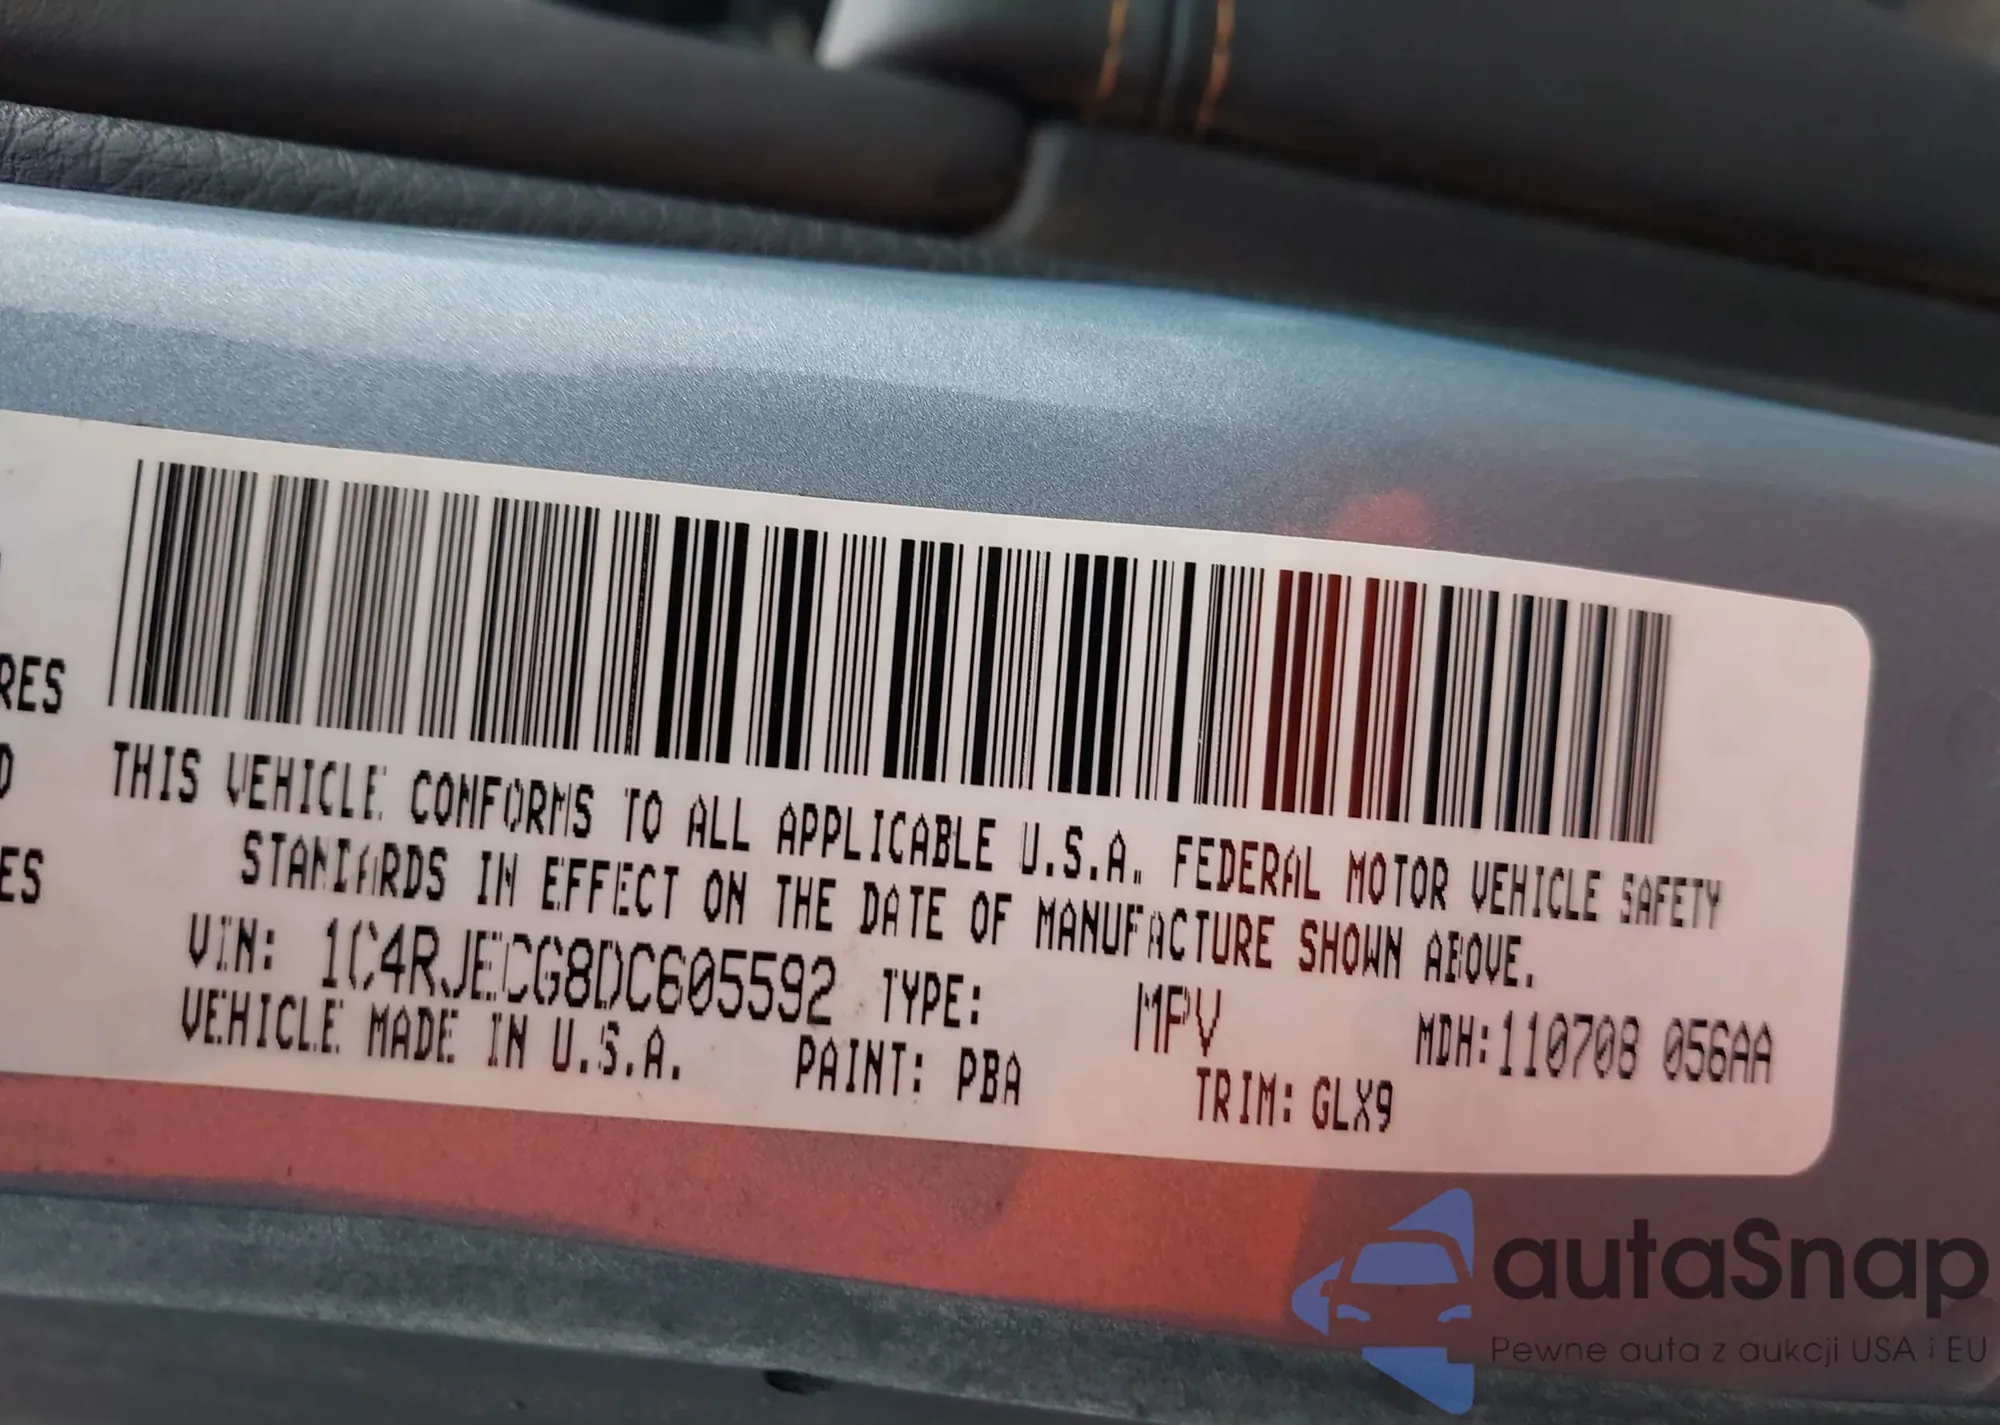 RES
D
ES
THIS VEHICLE CONFORMS TO ALL APPLICABLE U.S.A. FEDERAL MOTOR VEHICLE SAFETY
STANDARDS IN EFFECT ON THE DATE OF MANUFACTURE SHOWN ABOVE.
VIN: 1C4RJECG8DC605592 TYPE: MPV MDH:110708 056AA
VEHICLE MADE IN U.S.A. PAINT: PBA TRIM: GLX9
autaSnap
Pewne auta z aukcji USA i EU